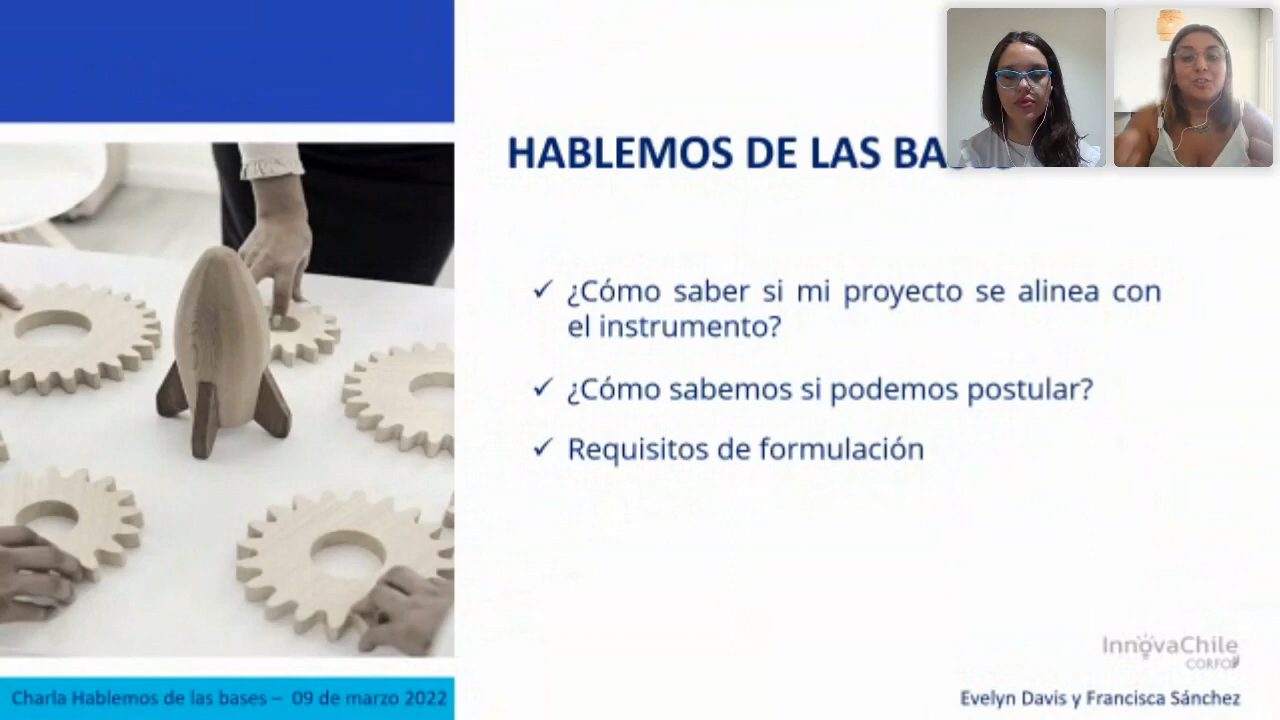 HABLEMOS DE LAS BASES
¿Cómo saber si mi proyecto se alinea con
el instrumento?
¿Cómo sabemos si podemos postular?
Requisitos de formulación
InnovaChile
CORFO
Charla Hablemos de las bases – 09 de marzo 2022
Evelyn Davis y Francisca Sánchez